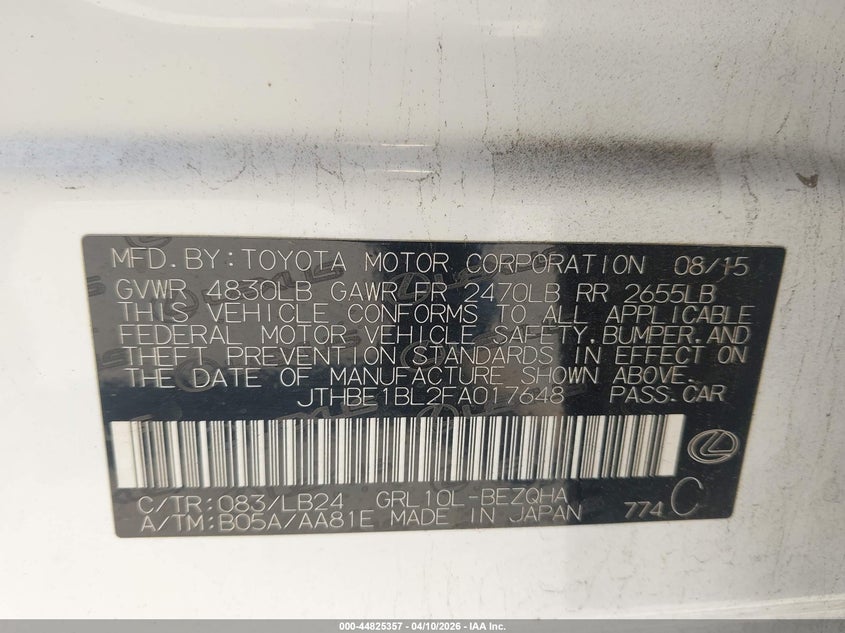 MFD.BY:TOYOTA MOTOR CORPORATION 08/15
GVWR 4830LB GAWR FR 2470LB RR 2655LB
THIS VEHICLE CONFORMS TO ALL APPLICABLE
FEDERAL MOTOR VEHICLE SAFETY,BUMPER,AND
THEFT PREVENTION STANDARDS IN EFFECT ON
THE DATE OF MANUFACTURE SHOWN ABOVE.
JTHBE1BL2FA017648 PASS.CAR
C/TR:083/LB24 GRL10L-BEZQHA
A/TM:B05A/AA81E MADE IN JAPAN 774 C
000-44825357 | 04/10/2026 – IAA Inc.